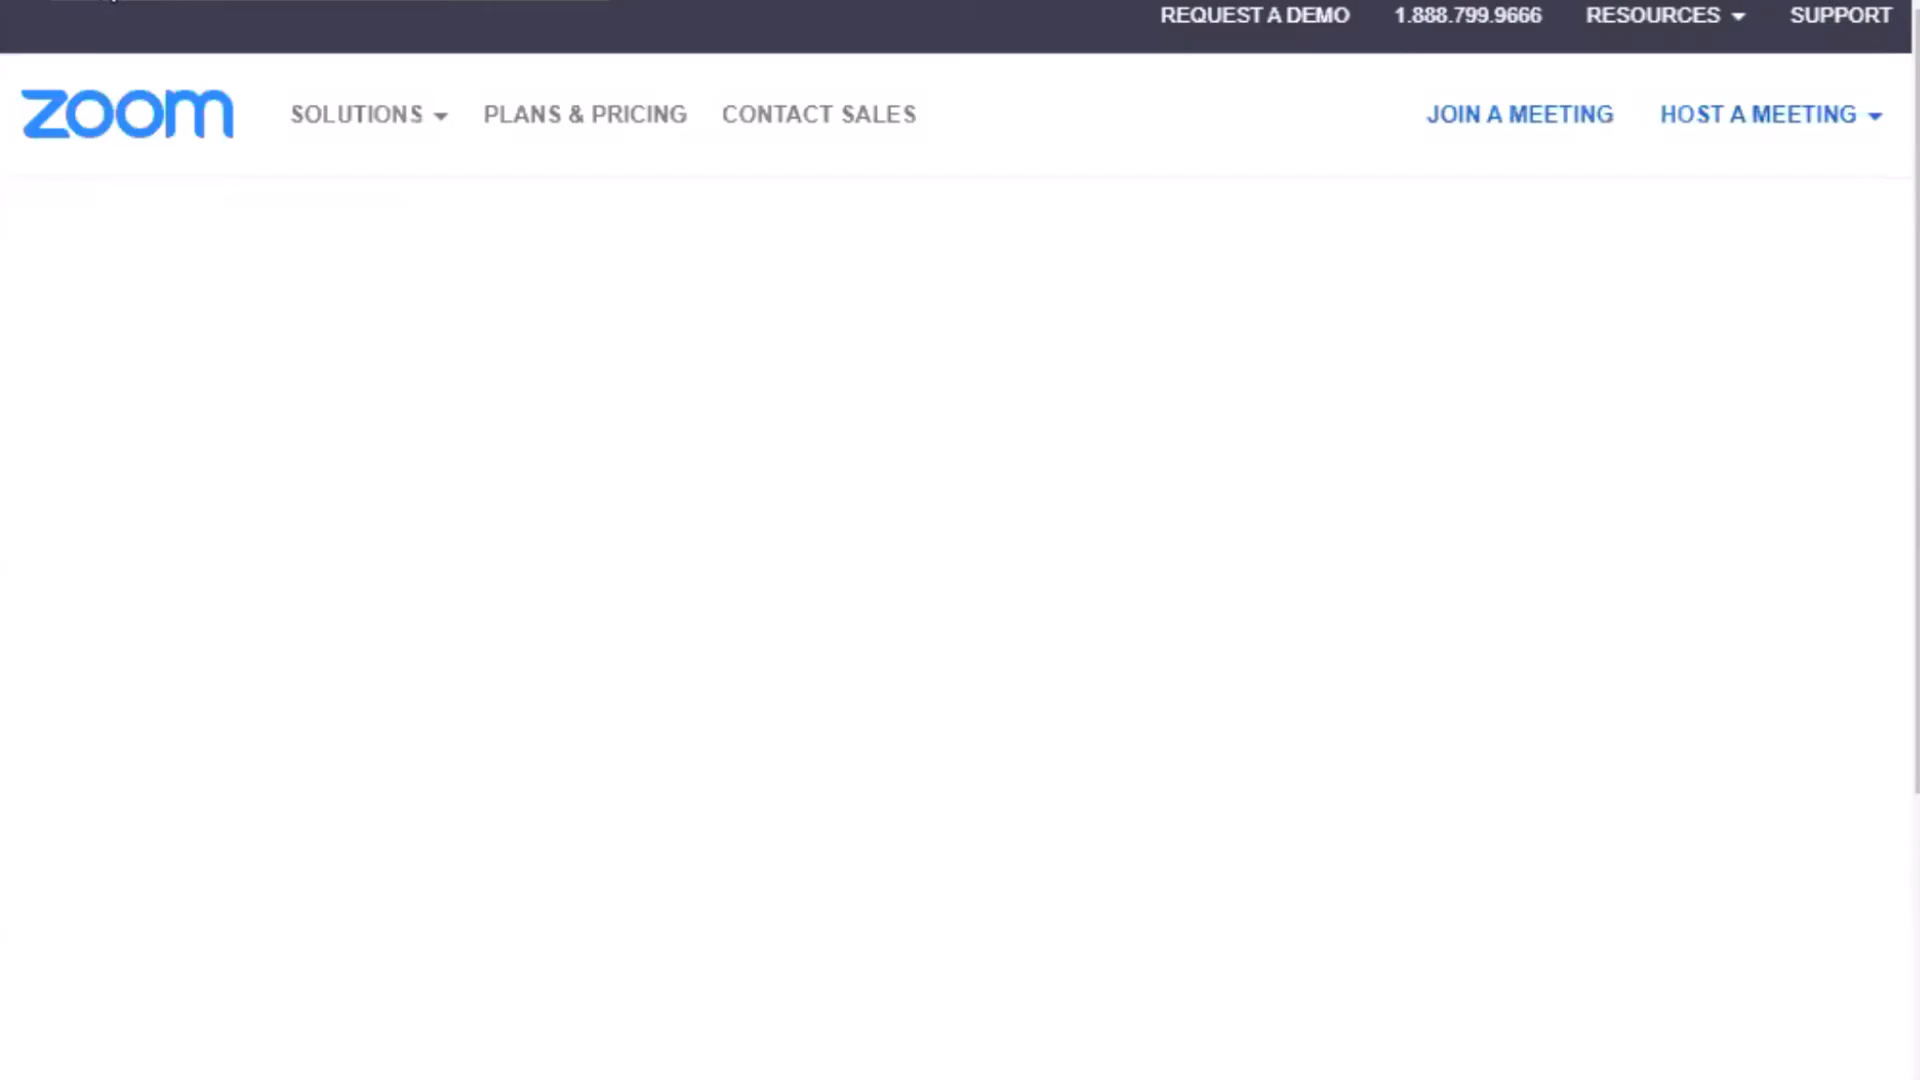 REQUEST A DEMO 1.888.799.9666 RESOURCES SUPPORT
zoom SOLUTIONS PLANS & PRICING CONTACT SALES JOIN A MEETING HOST A MEETING